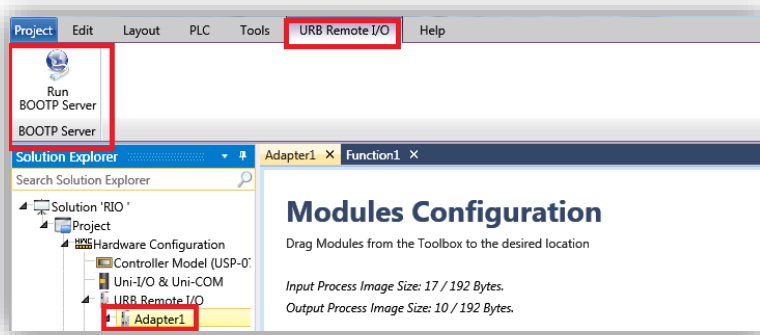 Project Edit Layout PLC Tools URB Remote I/O Help
Run
BOOTP Server
BOOTP Server
Solution Explorer
Search Solution Explorer
Solution 'RIO '
Project
Hardware Configuration
Controller Model (USP-0
Uni-I/O & Uni-COM
URB Remote I/O
Adapter1
Adapter1 Function1
Modules Configuration
Drag Modules from the Toolbox to the desired location
Input Process Image Size: 17 / 192 Bytes.
Output Process Image Size: 10 / 192 Bytes.